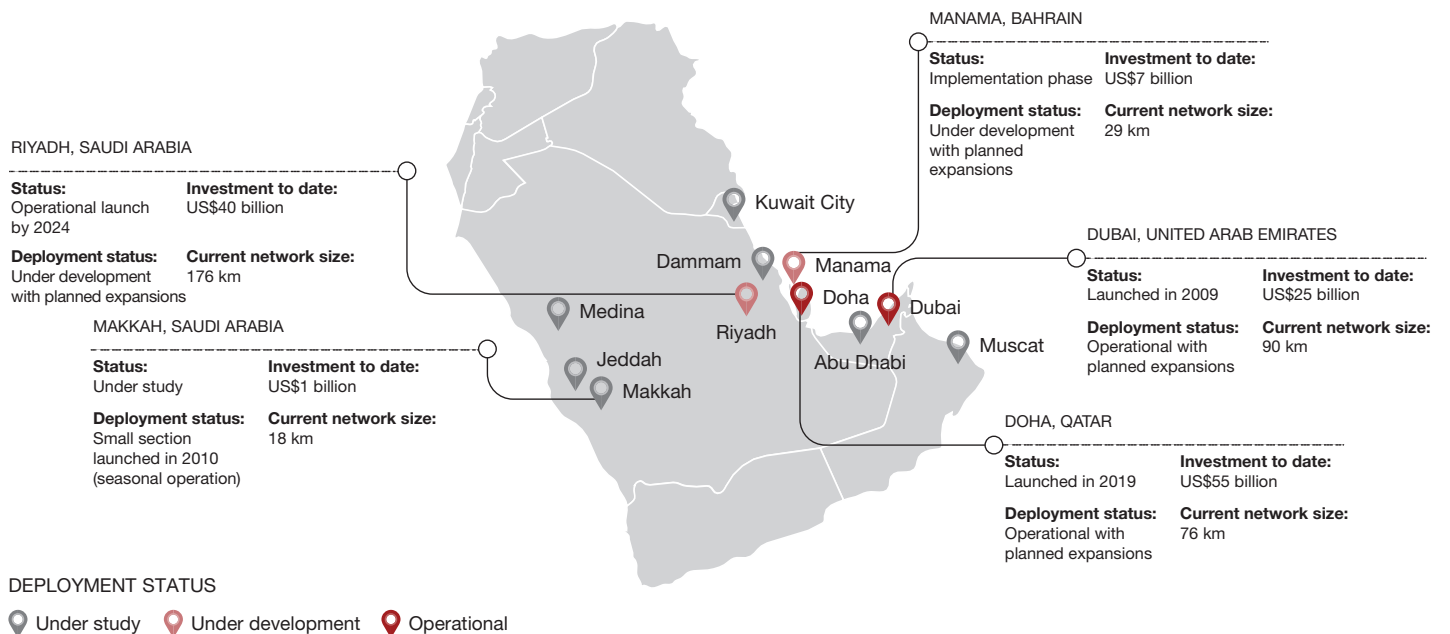 MANAMA, BAHRAIN
Status:
Implementation phase
Investment to date:
US$7 billion
Deployment status:
Under development
with planned
expansions
Current network size:
29 km
RIYADH, SAUDI ARABIA
Status:
Operational launch
by 2024
Investment to date:
US$40 billion
Deployment status:
Under development
with planned expansions
Current network size:
176 km
MAKKAH, SAUDI ARABIA
Status:
Under study
Investment to date:
US$1 billion
Deployment status:
Small section
launched in 2010
(seasonal operation)
Current network size:
18 km
Kuwait City
Dammam
Manama
Medina
Riyadh
Doha
Dubai
Abu Dhabi
Muscat
Jeddah
Makkah
DUBAI, UNITED ARAB EMIRATES
Status:
Launched in 2009
Investment to date:
US$25 billion
Deployment status:
Operational with
planned expansions
Current network size:
90 km
DOHA, QATAR
Status:
Launched in 2019
Investment to date:
US$55 billion
Deployment status:
Operational with
planned expansions
Current network size:
76 km
DEPLOYMENT STATUS
Under study
Under development
Operational